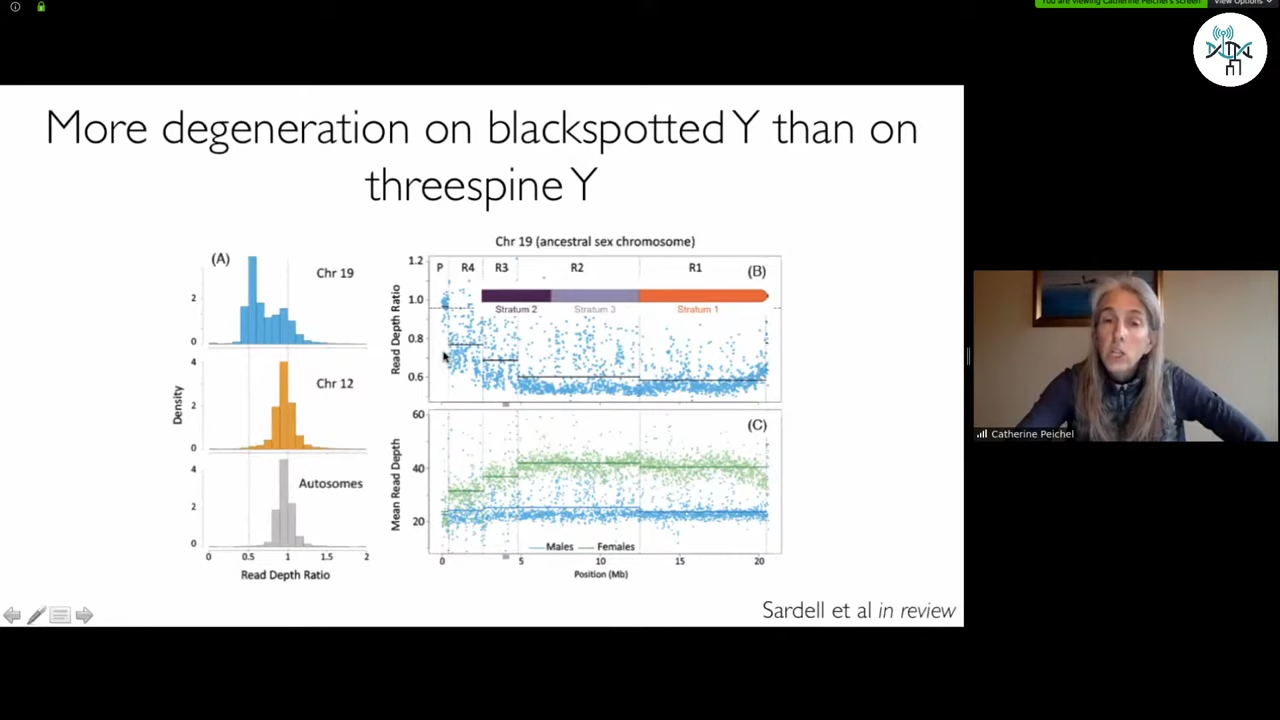 You are viewing Catherine Peichel's screen
View Options
More degeneration on blackspotted Y than on
threespine Y
Chr 19 (ancestral sex chromosome)
(A)
Chr 19
2
0
4
Chr 12
2
0
4
Autosomes
2
0
Density
0 0.5 1 1.5 2
Read Depth Ratio
1.2
1.0
0.8
0.6
Read Depth Ratio
P R4 R3 R2 R1
(B)
Stratum 2 Stratum 3 Stratum 1
60
40
20
Mean Read Depth
(C)
Males Females
0 5 10 15 20
Position (Mb)
Sardell et al in review
Catherine Peichel